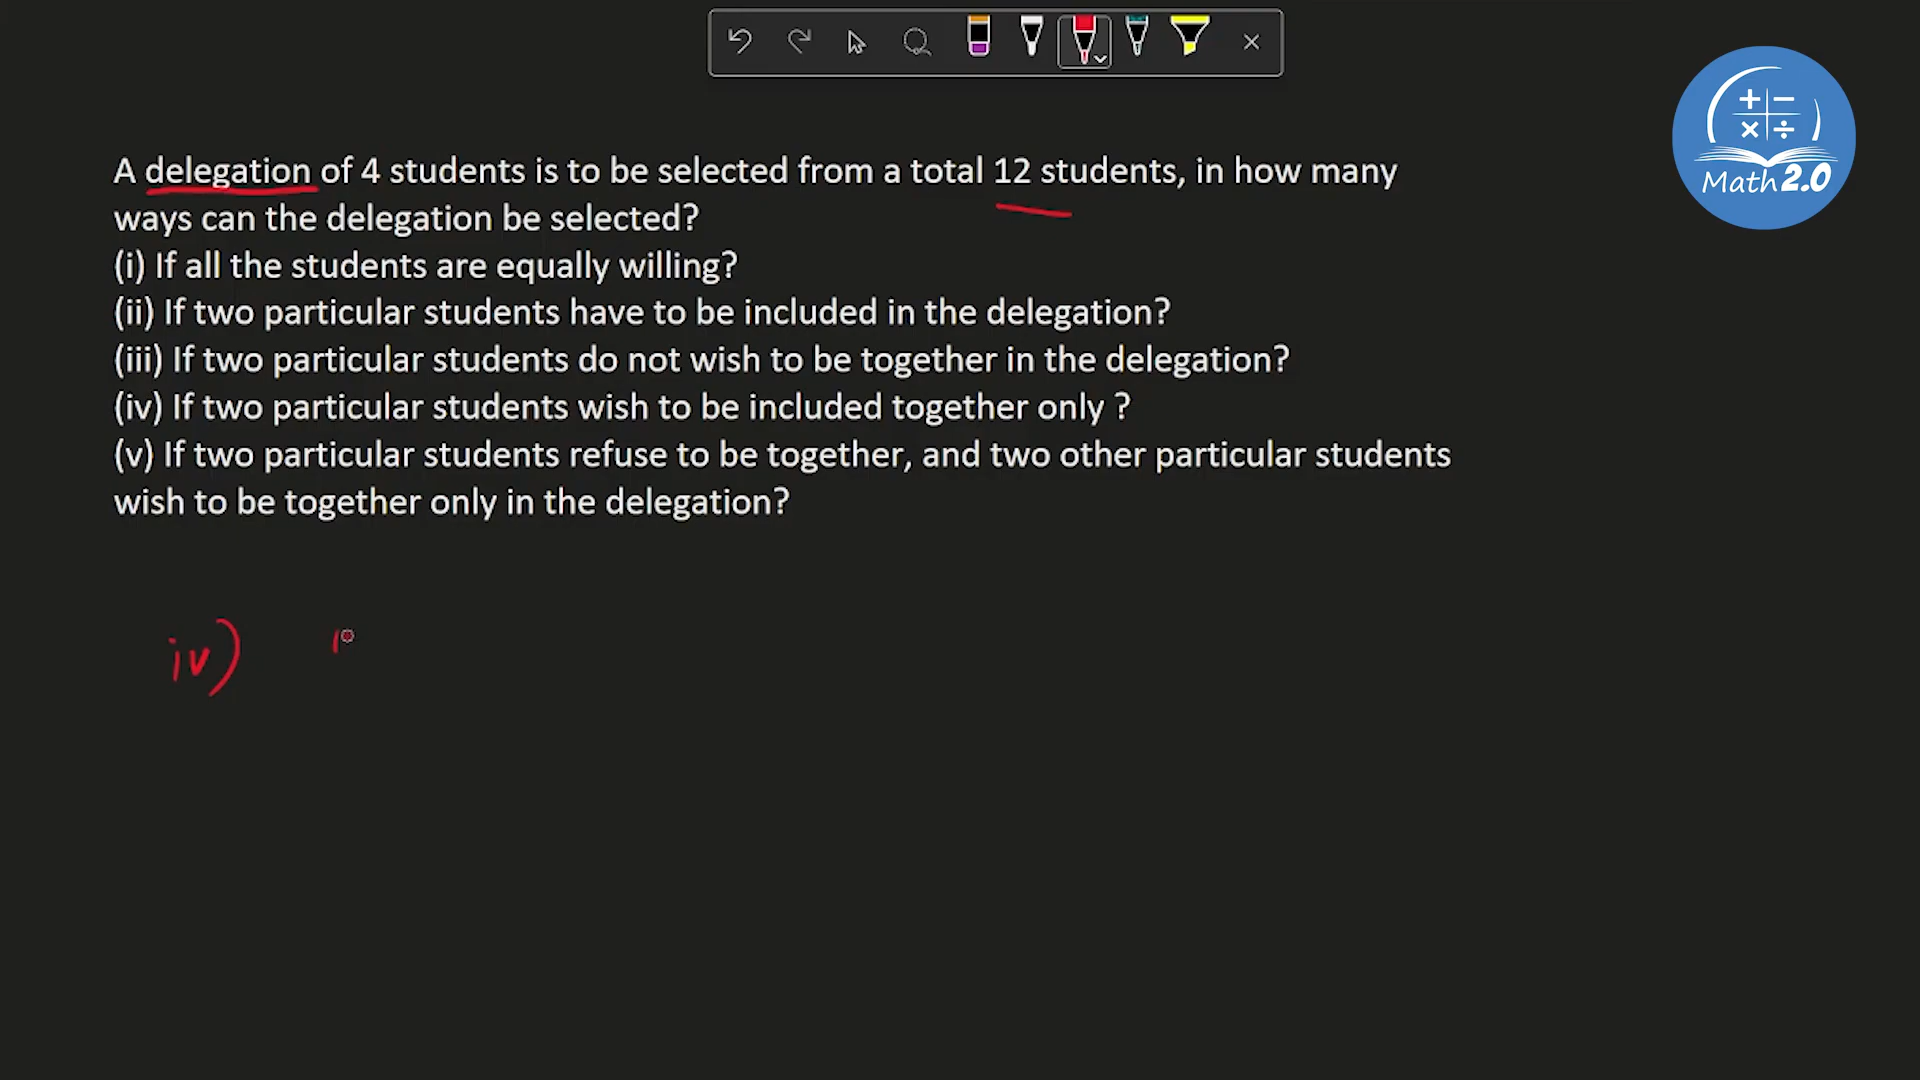 A delegation of 4 students is to be selected from a total 12 students, in how many
ways can the delegation be selected?
(i) If all the students are equally willing?
(ii) If two particular students have to be included in the delegation?
(iii) If two particular students do not wish to be together in the delegation?
(iv) If two particular students wish to be included together only ?
(v) If two particular students refuse to be together, and two other particular students
wish to be together only in the delegation?
iv)
+ −
× ÷
Math 2.0